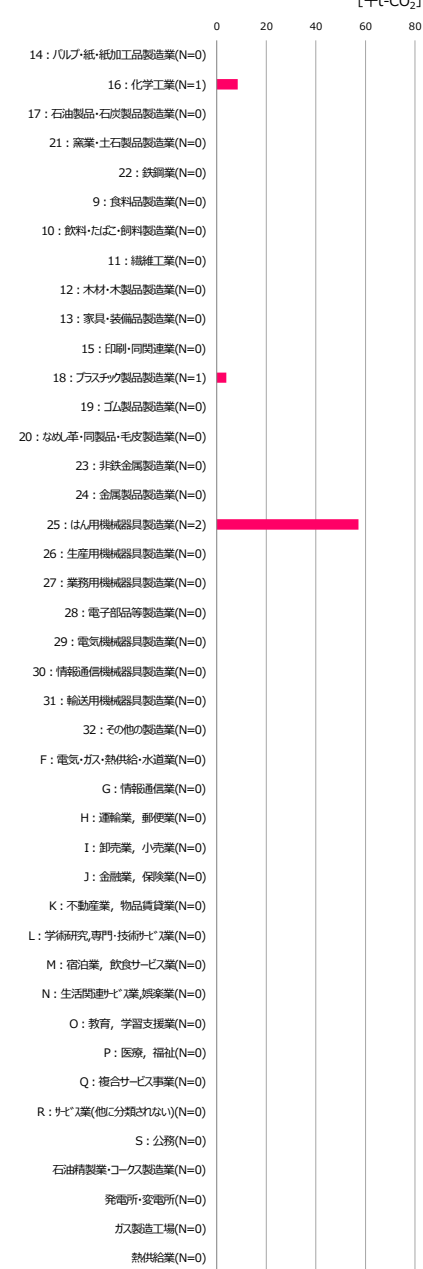 [千t-CO₂]
0 20 40 60 80
14：パルプ・紙・紙加工品製造業(N=0)
16：化学工業(N=1)
17：石油製品・石炭製品製造業(N=0)
21：窯業・土石製品製造業(N=0)
22：鉄鋼業(N=0)
9：食料品製造業(N=0)
10：飲料・たばこ・飼料製造業(N=0)
11：繊維工業(N=0)
12：木材・木製品製造業(N=0)
13：家具・装備品製造業(N=0)
15：印刷・同関連業(N=0)
18：プラスチック製品製造業(N=1)
19：ゴム製品製造業(N=0)
20：なめし革・同製品・毛皮製造業(N=0)
23：非鉄金属製造業(N=0)
24：金属製品製造業(N=0)
25：はん用機械器具製造業(N=2)
26：生産用機械器具製造業(N=0)
27：業務用機械器具製造業(N=0)
28：電子部品等製造業(N=0)
29：電気機械器具製造業(N=0)
30：情報通信機械器具製造業(N=0)
31：輸送用機械器具製造業(N=0)
32：その他の製造業(N=0)
F：電気・ガス・熱供給・水道業(N=0)
G：情報通信業(N=0)
H：運輸業，郵便業(N=0)
I：卸売業，小売業(N=0)
J：金融業，保険業(N=0)
K：不動産業，物品賃貸業(N=0)
L：学術研究,専門・技術ｻｰﾋﾞｽ業(N=0)
M：宿泊業，飲食サービス業(N=0)
N：生活関連ｻｰﾋﾞｽ業,娯楽業(N=0)
O：教育，学習支援業(N=0)
P：医療，福祉(N=0)
Q：複合サービス事業(N=0)
R：ｻｰﾋﾞｽ業(他に分類されない)(N=0)
S：公務(N=0)
石油精製業・コークス製造業(N=0)
発電所・変電所(N=0)
ガス製造工場(N=0)
熱供給業(N=0)